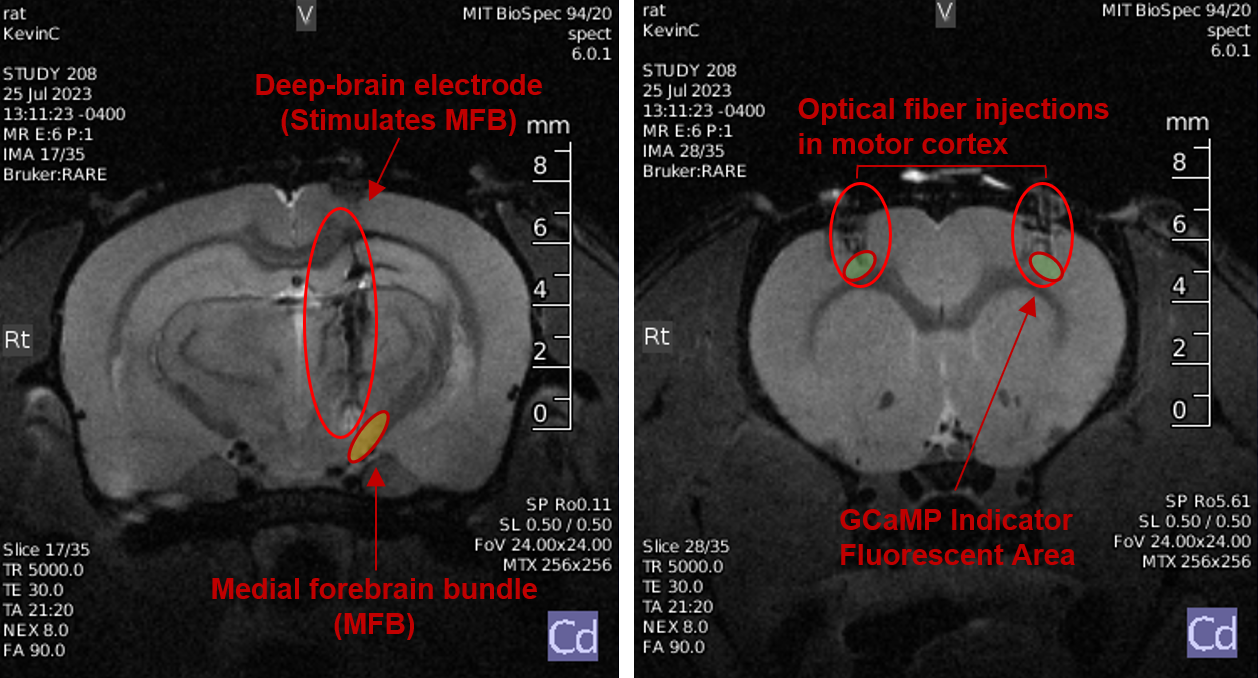 rat
KevinC
V
MIT BioSpec 94/20
spect
6.0.1
STUDY 208
25 Jul 2023
13:11:23 -0400
MR E:6 P:1
IMA 17/35
Bruker:RARE
Deep-brain electrode
(Stimulates MFB)
mm
8
6
4
2
0
Rt
SP Ro0.11
SL 0.50 / 0.50
FoV 24.00x24.00
MTX 256x256
Slice 17/35
TR 5000.0
TE 30.0
TA 21:20
NEX 8.0
FA 90.0
Medial forebrain bundle
(MFB)
Cd
rat
KevinC
V
MIT BioSpec 94/20
spect
6.0.1
STUDY 208
25 Jul 2023
13:11:23 -0400
MR E:6 P:1
IMA 28/35
Bruker:RARE
Optical fiber injections
in motor cortex
mm
8
6
4
2
0
Rt
GCaMP Indicator
Fluorescent Area
SP Ro5.61
SL 0.50 / 0.50
FoV 24.00x24.00
MTX 256x256
Slice 28/35
TR 5000.0
TE 30.0
TA 21:20
NEX 8.0
FA 90.0
Cd